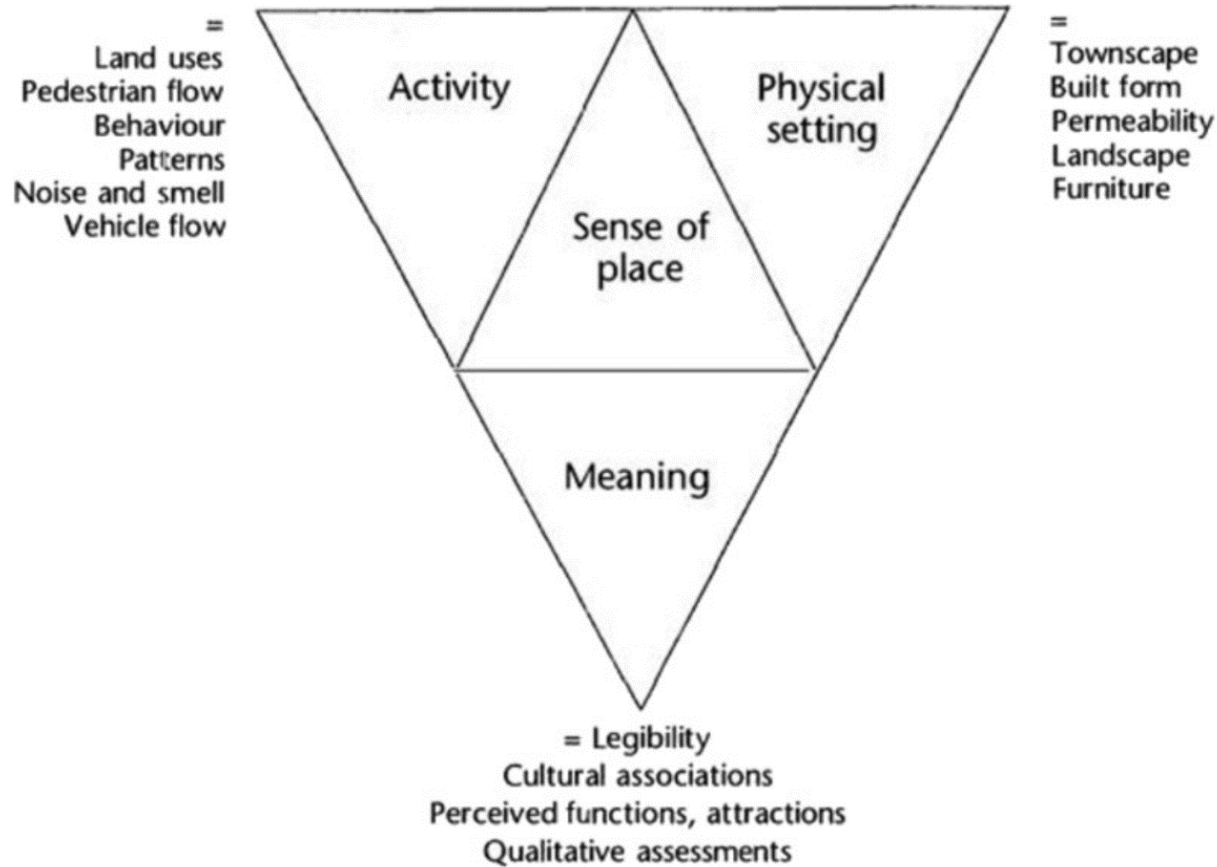 =
Land uses
Pedestrian flow
Behaviour
Patterns
Noise and smell
Vehicle flow
Activity
Physical
setting
=
Townscape
Built form
Permeability
Landscape
Furniture
Sense of
place
Meaning
= Legibility
Cultural associations
Perceived functions, attractions
Qualitative assessments